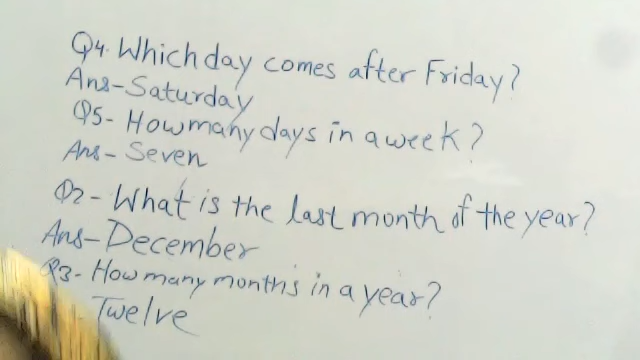 Q4. Which day comes after Friday?
Ans-Saturday
Q5- How many days in a week?
Ans- Seven
Q2- What is the last month of the year?
Ans-December
Q3- How many months in a year?
Twelve